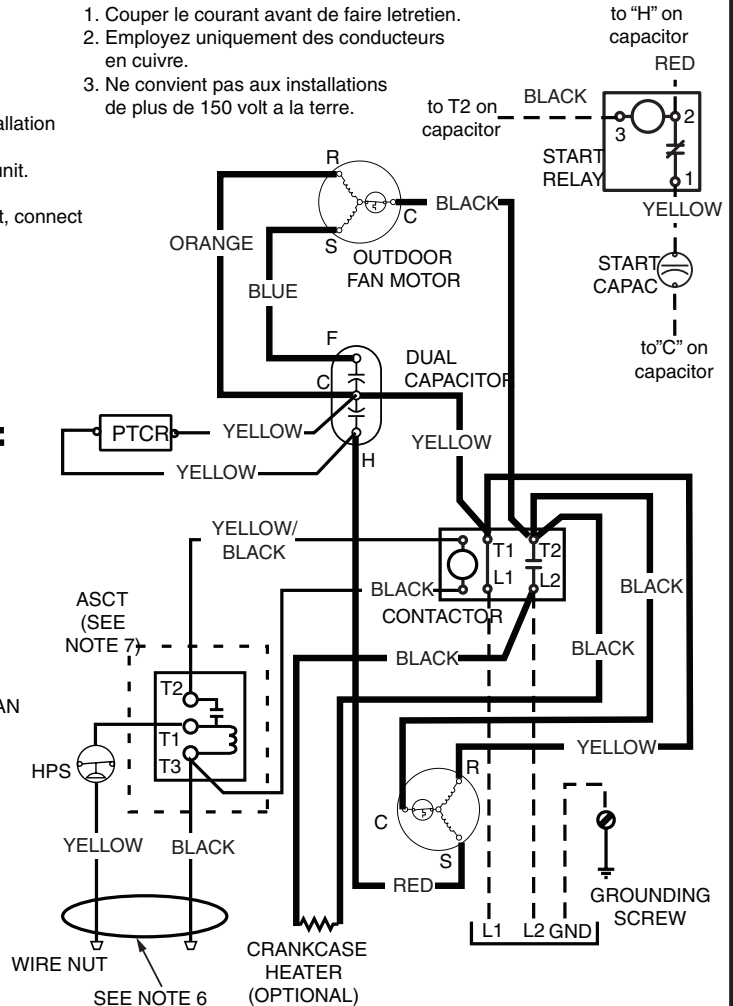 1. Couper le courant avant de faire letretien.
2. Employez uniquement des conducteurs
en cuivre.
3. Ne convient pas aux installations
de plus de 150 volt a la terre.
allation
unit.
t, connect
AN
to “H” on
capacitor
RED
BLACK
to T2 on
capacitor
2
3
START
RELAY
1
YELLOW
START
CAPAC
to”C” on
capacitor
R
C
BLACK
S
ORANGE
OUTDOOR
FAN MOTOR
BLUE
F
C
DUAL
CAPACITOR
H
PTCR
YELLOW
YELLOW
YELLOW
YELLOW/
BLACK
T1
T2
L1
L2
BLACK
CONTACTOR
BLACK
BLACK
BLACK
ASCT
(SEE
NOTE 7)
T2
T1
T3
HPS
YELLOW
BLACK
YELLOW
R
C
S
RED
GROUNDING
SCREW
L1
L2
GND
WIRE NUT
SEE NOTE 6
CRANKCASE
HEATER
(OPTIONAL)